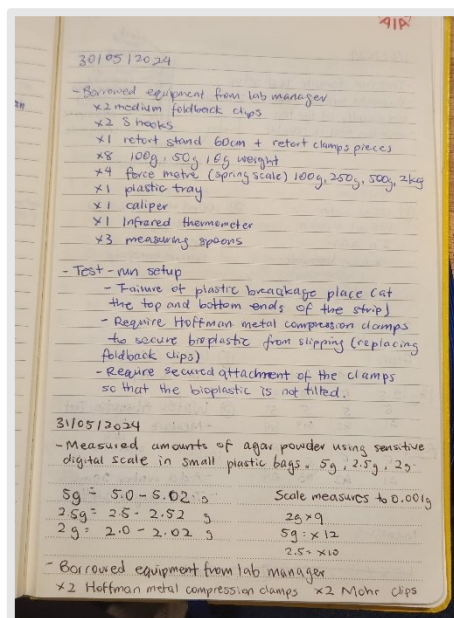 AIA
30/05/2024
- Borrowed equipment from lab manager
x2 medium foldback clips
x2 S hooks
x1 retort stand 60cm + retort clamps pieces
x8 100g, 50g, 10g weight
x4 force metre (spring scale) 100g, 250g, 500g, 2kg
x1 plastic tray
x1 caliper
x1 Infrared thermometer
x3 measuring spoons
- Test-run setup
- Failure of plastic breackage place (at
the top and bottom ends of the strip)
- Require Hoffman metal compression clamps
to secure bioplastic from slipping (replacing
foldback clips)
- Require secured attachment of the clamps
so that the bioplastic is not tilted.
31/05/2024
- Measured amounts of agar powder using sensitive
digital scale in small plastic bags. 5g, 2.5g, 2g.
5g = 5.0 - 5.02 g
2.5g = 2.5 - 2.52 g
2g = 2.0 - 2.02 g
Scale measures to 0.001g
2g x 9
5g = x 12
2.5 = x10
- Borrowed equipment from lab manager
x2 Hoffman metal compression clamps x2 Mohr clips